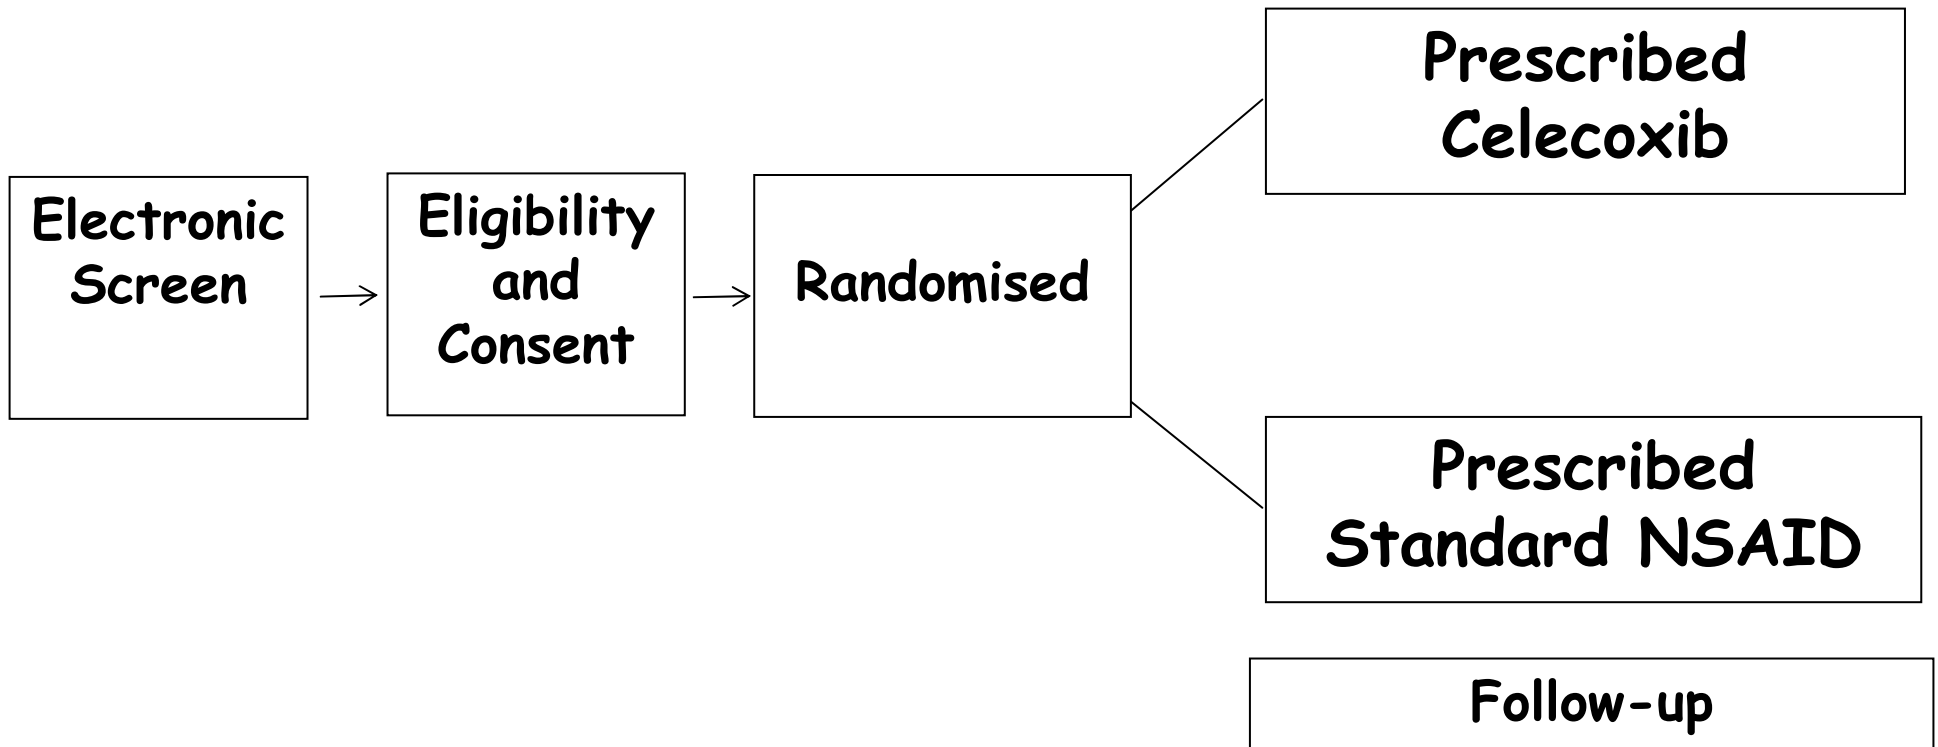 Electronic
Screen
Eligibility
and
Consent
Randomised
Prescribed
Celecoxib
Prescribed
Standard NSAID
Follow-up